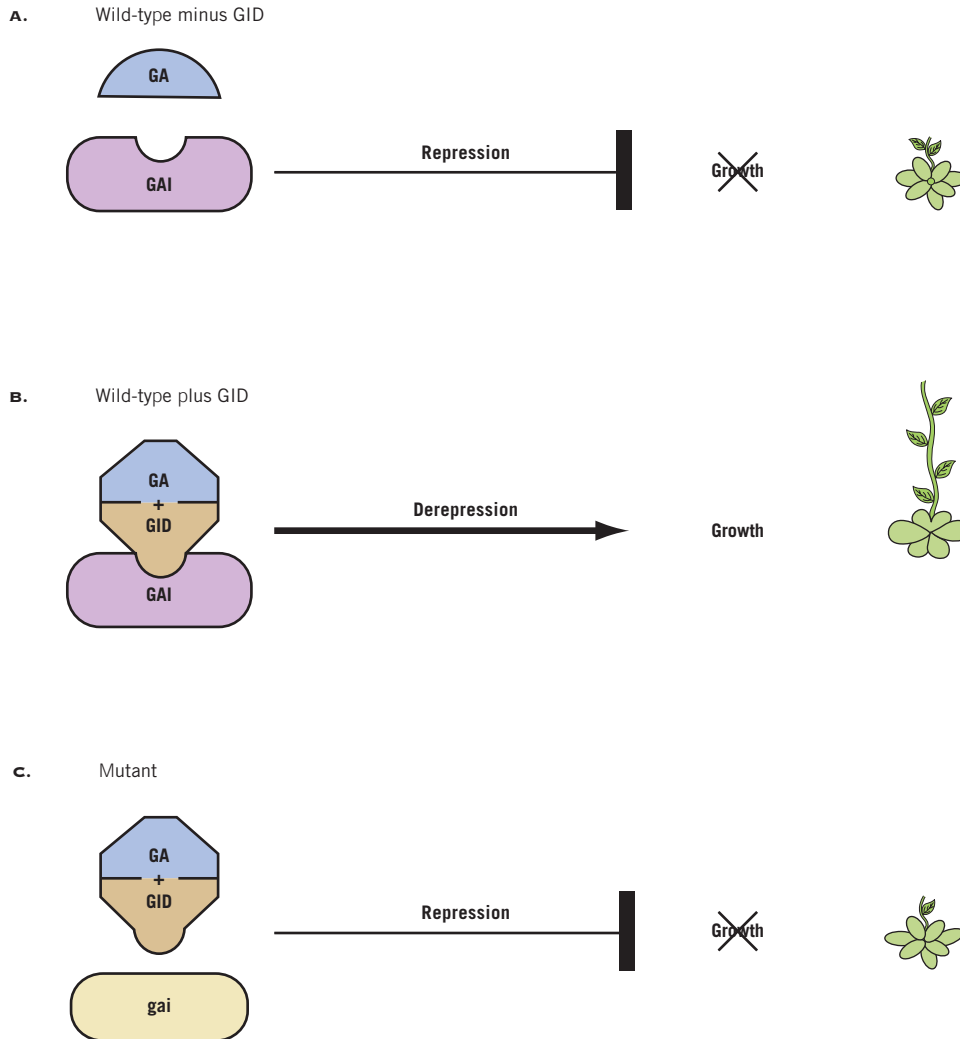 A. Wild-type minus GID
GA
GAI
Repression
Growth
B. Wild-type plus GID
GA
+
GID
GAI
Derepression
Growth
C. Mutant
GA
+
GID
gai
Repression
Growth